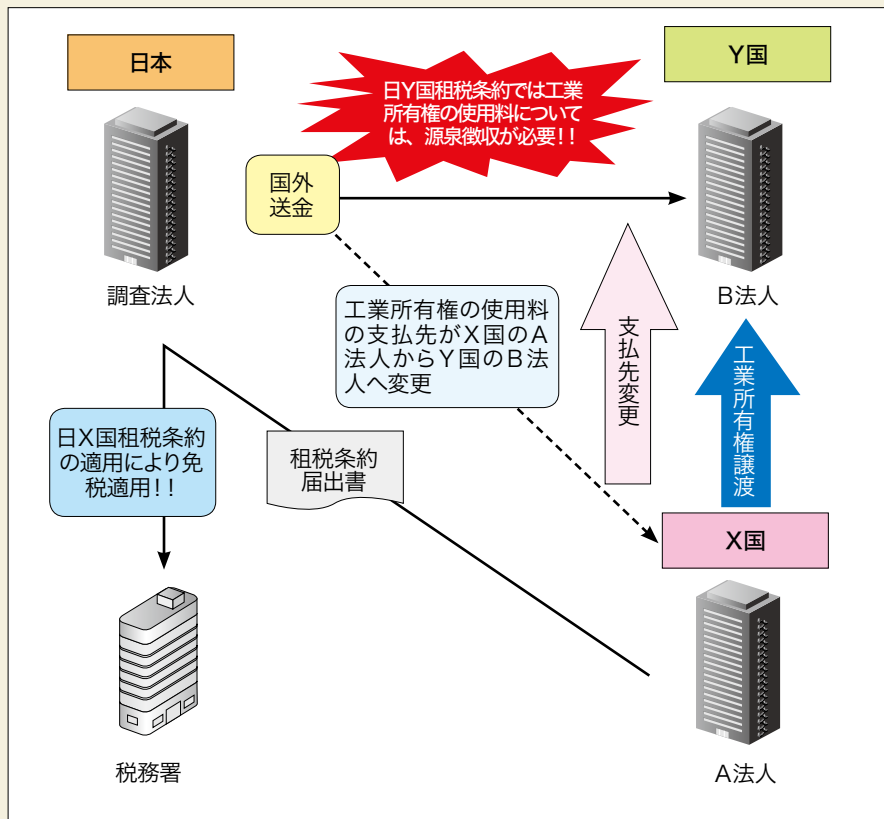 日本
Y国
日Y国租税条約では工業
所有権の使用料について
は、源泉徴収が必要!!
国外
送金
調査法人
B法人
工業所有権の使用料
の支払先がX国のA
法人からY国のB法
人へ変更
支払先変更
工業所有権譲渡
日X国租税条約
の適用により免
税適用!!
租税条約
届出書
X国
税務署
A法人